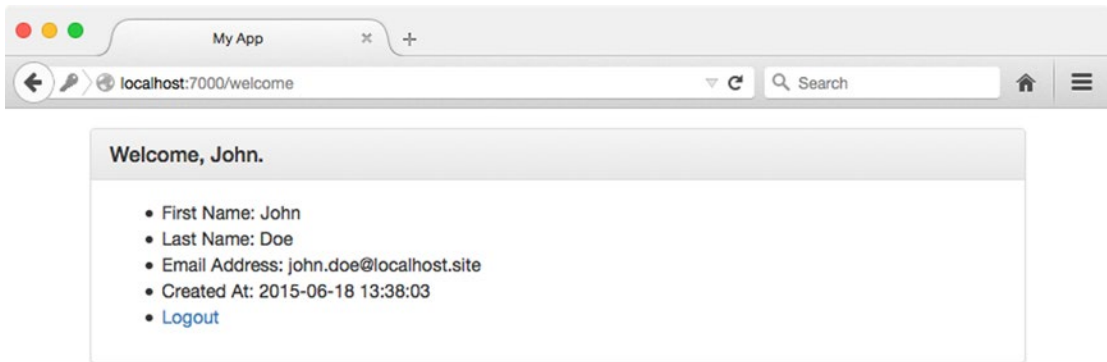 My App
localhost:7000/welcome
Search
Welcome, John.
First Name: John
Last Name: Doe
Email Address: john.doe@localhost.site
Created At: 2015-06-18 13:38:03
Logout